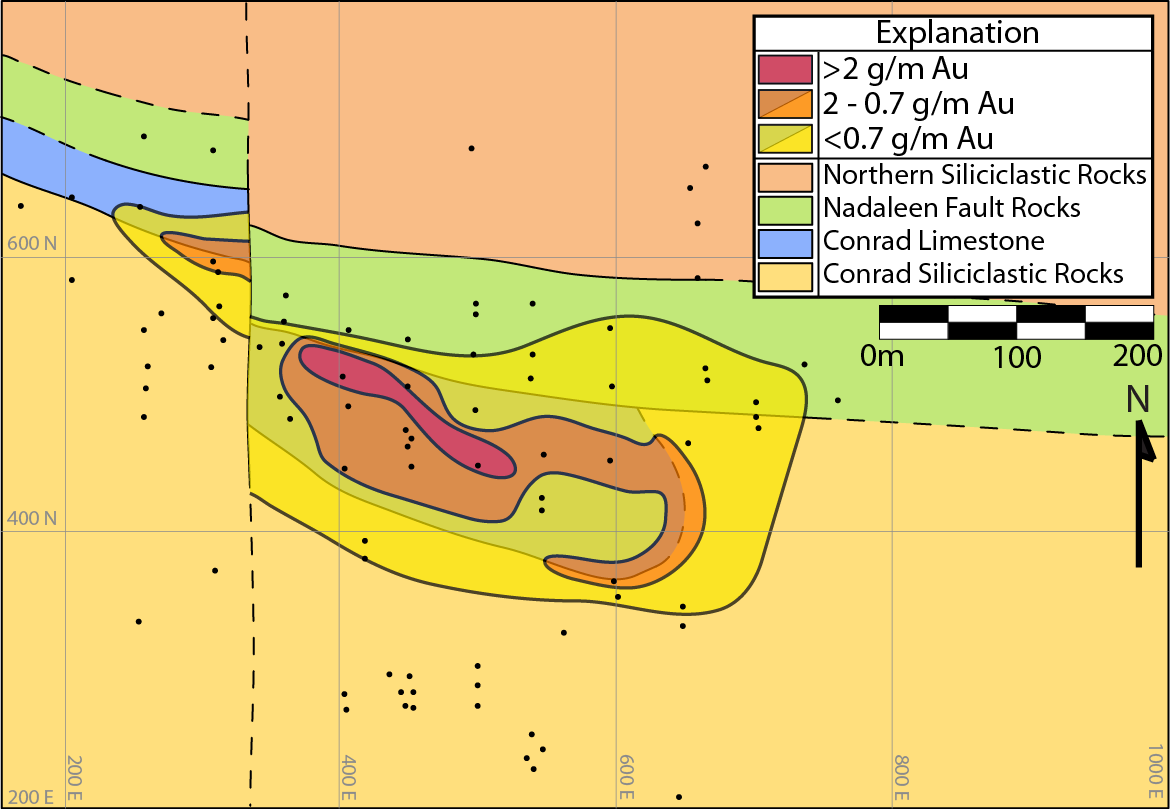 Explanation
>2 g/m Au
2 - 0.7 g/m Au
<0.7 g/m Au
Northern Siliciclastic Rocks
Nadaleen Fault Rocks
Conrad Limestone
Conrad Siliciclastic Rocks
0m 100 200
N
600 N
400 N
200 N
200 E
400 E
600 E
800 E
1000 E